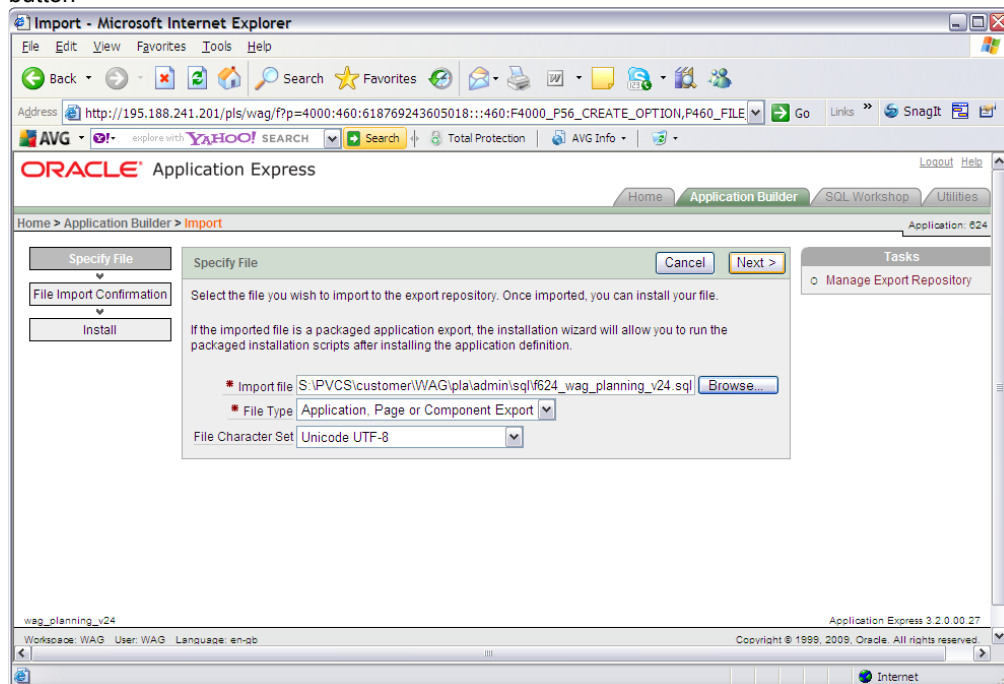 button
Import - Microsoft Internet Explorer
File Edit View Favorites Tools Help
Back Search Favorites
Address http://195.188.241.201/pls/wag/f?p=4000:460:618769243605018:::460:F4000_P56_CREATE_OPTION,P460_FILE Go Links » SnagIt
AVG explore with YAHOO! SEARCH Search Total Protection AVG Info
ORACLE Application Express
Logout Help
Home Application Builder SQL Workshop Utilities
Home > Application Builder > Import
Application: 624
Specify File
File Import Confirmation
Install
Specify File Cancel Next >
Select the file you wish to import to the export repository. Once imported, you can install your file.
If the imported file is a packaged application export, the installation wizard will allow you to run the
packaged installation scripts after installing the application definition.
* Import file S:\PVCS\customer\WAG\pla\admin\sql\f624_wag_planning_v24.sql Browse...
* File Type Application, Page or Component Export
File Character Set Unicode UTF-8
Tasks
Manage Export Repository
wag_planning_v24
Application Express 3.2.0.00.27
Workspace: WAG User: WAG Language: en-gb
Copyright © 1999, 2009, Oracle. All rights reserved.
Internet